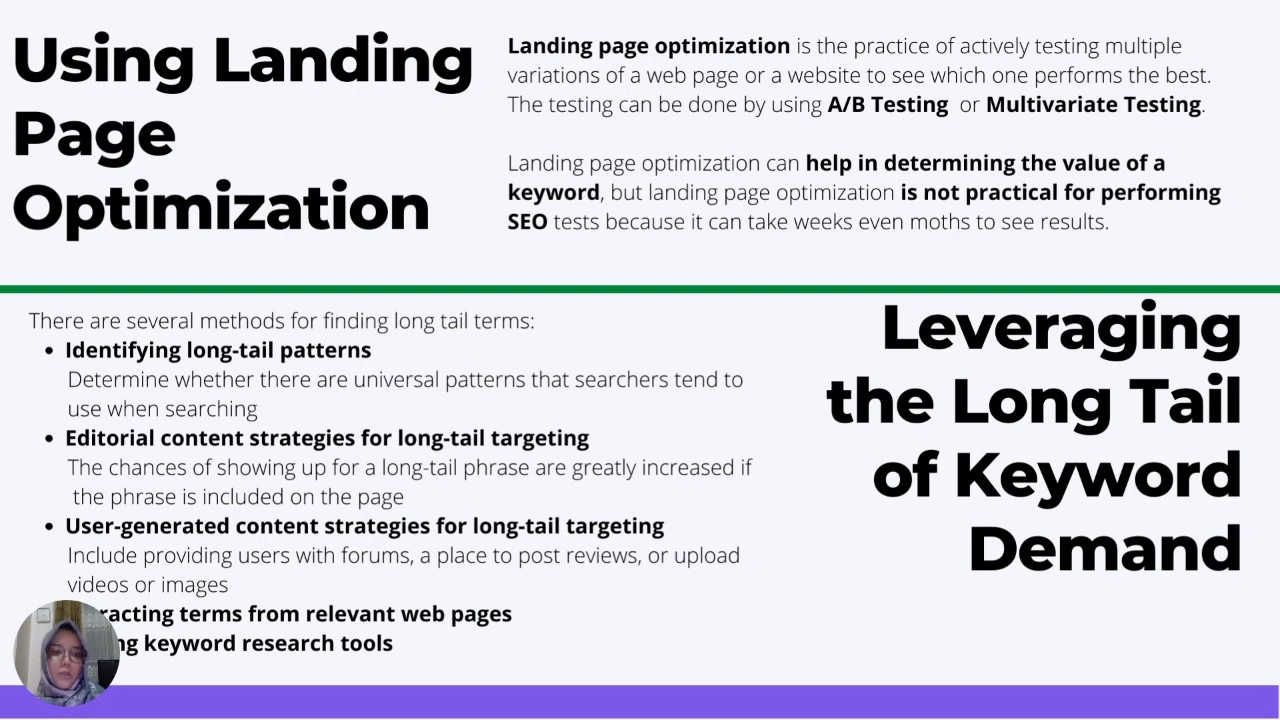 Using Landing
Page
Optimization
Landing page optimization is the practice of actively testing multiple
variations of a web page or a website to see which one performs the best.
The testing can be done by using A/B Testing or Multivariate Testing.
Landing page optimization can help in determining the value of a
keyword, but landing page optimization is not practical for performing
SEO tests because it can take weeks even moths to see results.
There are several methods for finding long tail terms:
• Identifying long-tail patterns
Determine whether there are universal patterns that searchers tend to
use when searching
• Editorial content strategies for long-tail targeting
The chances of showing up for a long-tail phrase are greatly increased if
the phrase is included on the page
• User-generated content strategies for long-tail targeting
Include providing users with forums, a place to post reviews, or upload
videos or images
terms from relevant web pages
keyword research tools
Leveraging
the Long Tail
of Keyword
Demand